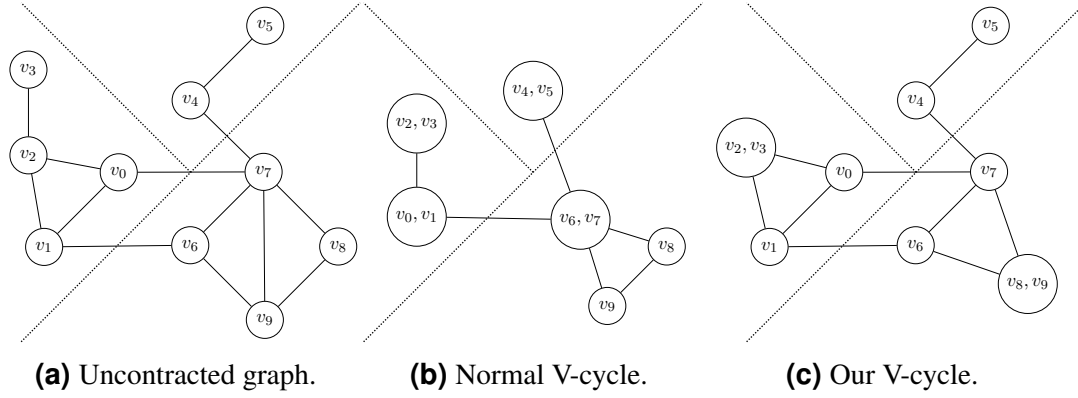 v5
v3
v4
v2
v0
v7
v1
v6
v8
v9
v4, v5
v2, v3
v0, v1
v6, v7
v8
v9
v5
v4
v2, v3
v0
v7
v1
v6
v8, v9
(a) Uncontracted graph.
(b) Normal V-cycle.
(c) Our V-cycle.